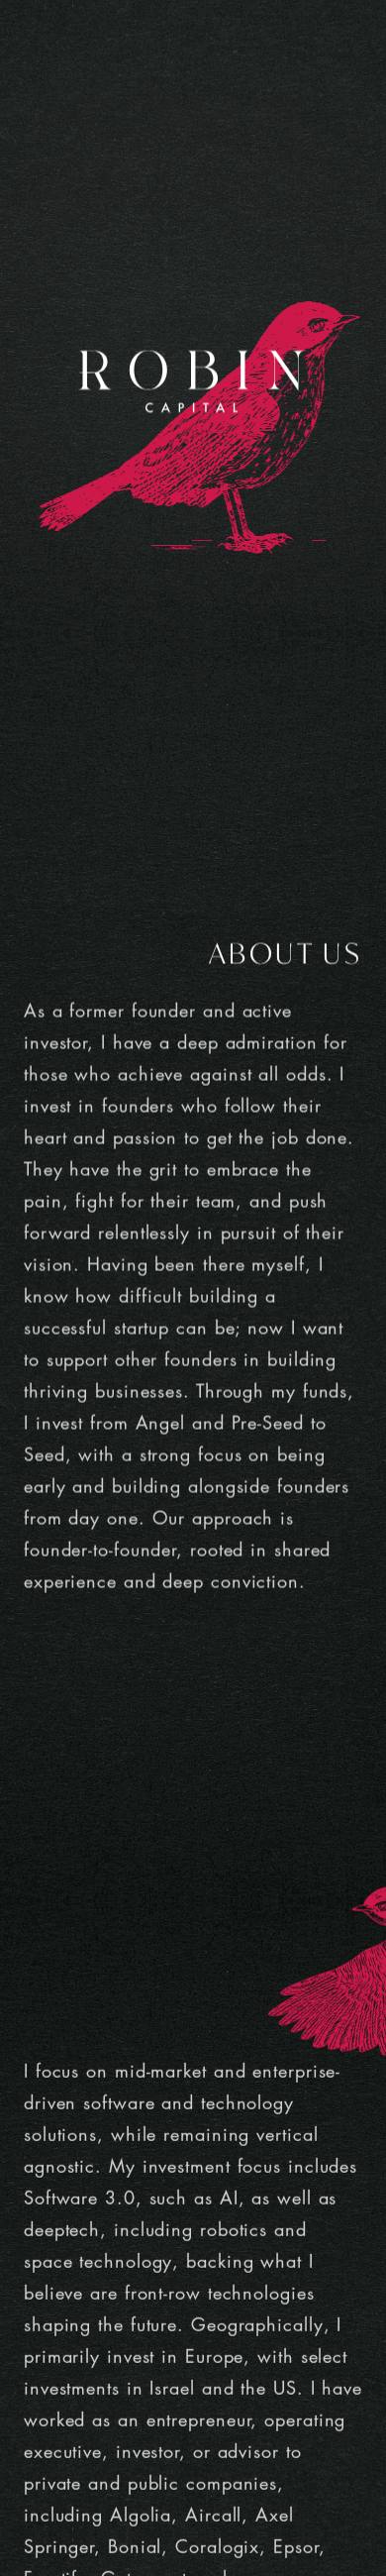 ROBIN
CAPITAL
ABOUT US
As a former founder and active
investor, I have a deep admiration for
those who achieve against all odds. I
invest in founders who follow their
heart and passion to get the job done.
They have the grit to embrace the
pain, fight for their team, and push
forward relentlessly in pursuit of their
vision. Having been there myself, I
know how difficult building a
successful startup can be; now I want
to support other founders in building
thriving businesses. Through my funds,
I invest from Angel and Pre-Seed to
Seed, with a strong focus on being
early and building alongside founders
from day one. Our approach is
founder-to-founder, rooted in shared
experience and deep conviction.
I focus on mid-market and enterprise-
driven software and technology
solutions, while remaining vertical
agnostic. My investment focus includes
Software 3.0, such as AI, as well as
deeptech, including robotics and
space technology, backing what I
believe are front-row technologies
shaping the future. Geographically, I
primarily invest in Europe, with select
investments in Israel and the US. I have
worked as an entrepreneur, operating
executive, investor, or advisor to
private and public companies,
including Algolia, Aircall, Axel
Springer, Bonial, Coralogix, Epsor,